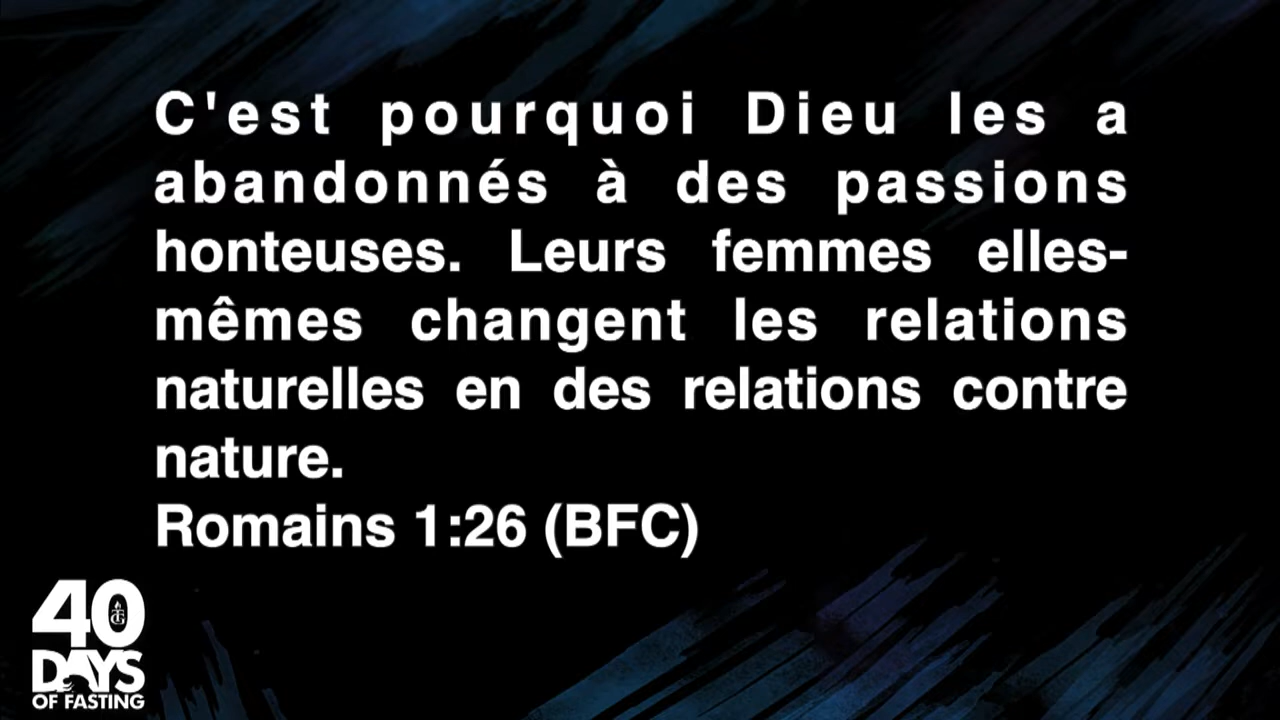 C'est pourquoi Dieu les a
abandonnés à des passions
honteuses. Leurs femmes elles-
mêmes changent les relations
naturelles en des relations contre
nature.
Romains 1:26 (BFC)
40
DAYS
OF FASTING